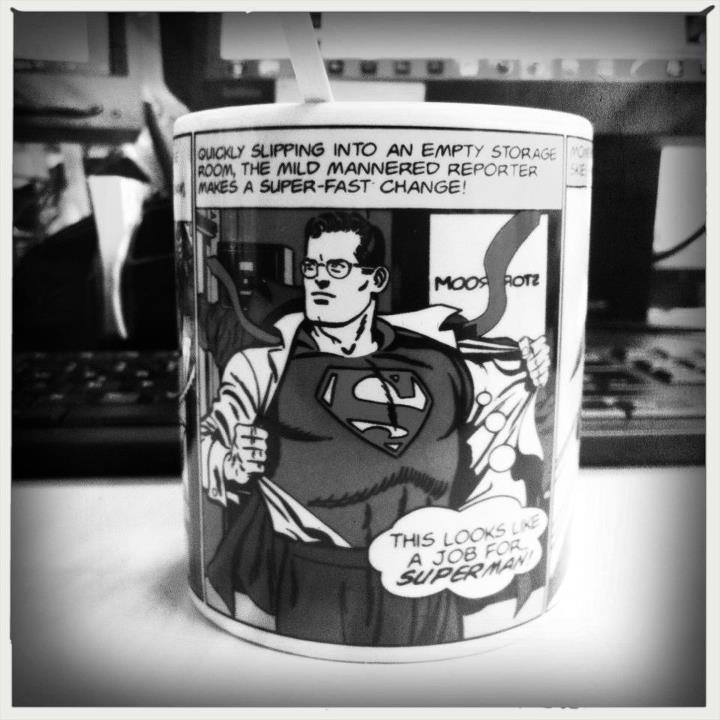 QUICKLY SLIPPING INTO AN EMPTY STORAGE
ROOM, THE MILD MANNERED REPORTER
MAKES A SUPER-FAST CHANGE!
ROOM
S
THIS LOOKS LIKE
A JOB FOR...
SUPERMAN!